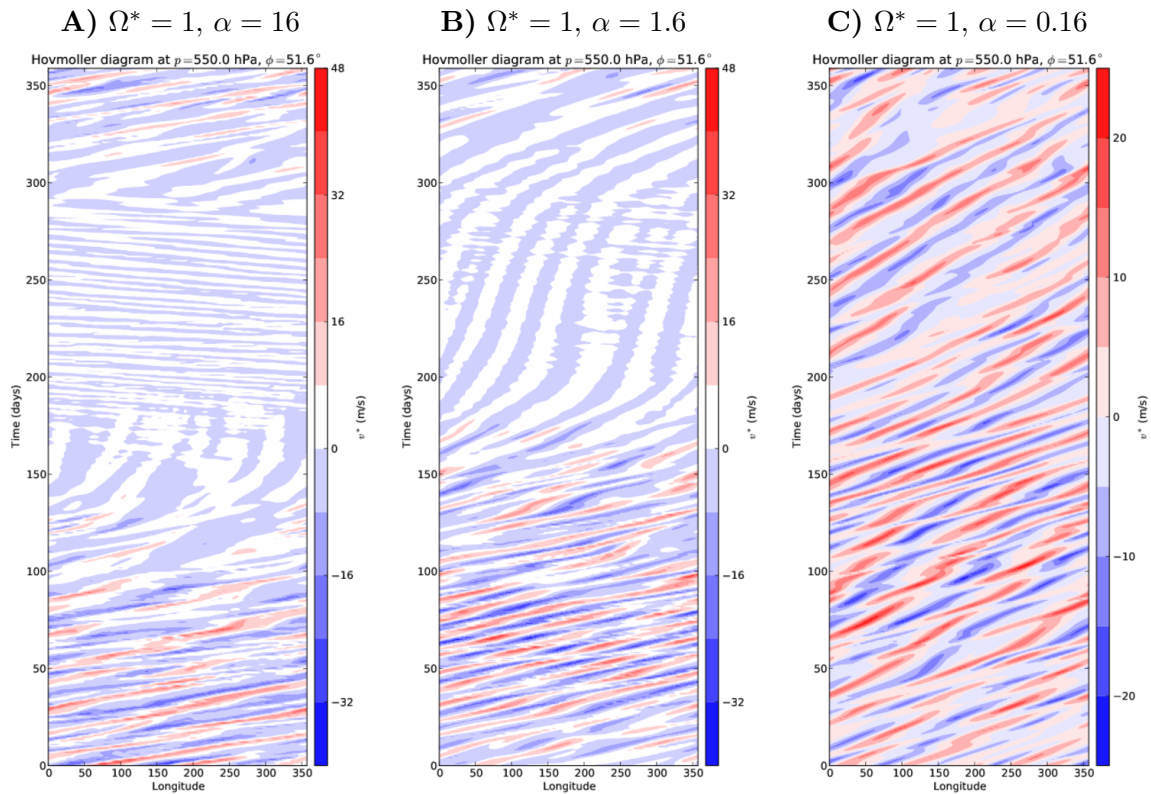 A) Ω* = 1, α = 16
Hovmoller diagram at p=550.0 hPa, ϕ=51.6°
350
300
250
200
150
100
50
0
Time (days)
0 50 100 150 200 250 300 350
Longitude
48
32
16
0
−16
−32
v* (m/s)
B) Ω* = 1, α = 1.6
Hovmoller diagram at p=550.0 hPa, ϕ=51.6°
350
300
250
200
150
100
50
0
Time (days)
0 50 100 150 200 250 300 350
Longitude
48
32
16
0
−16
−32
v* (m/s)
C) Ω* = 1, α = 0.16
Hovmoller diagram at p=550.0 hPa, ϕ=51.6°
350
300
250
200
150
100
50
0
Time (days)
0 50 100 150 200 250 300 350
Longitude
20
10
0
−10
−20
v* (m/s)